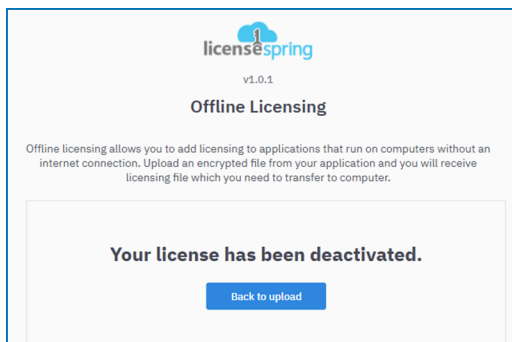 licensespring
v1.0.1
Offline Licensing
Offline licensing allows you to add licensing to applications that run on computers without an
internet connection. Upload an encrypted file from your application and you will receive
licensing file which you need to transfer to computer.
Your license has been deactivated.
Back to upload